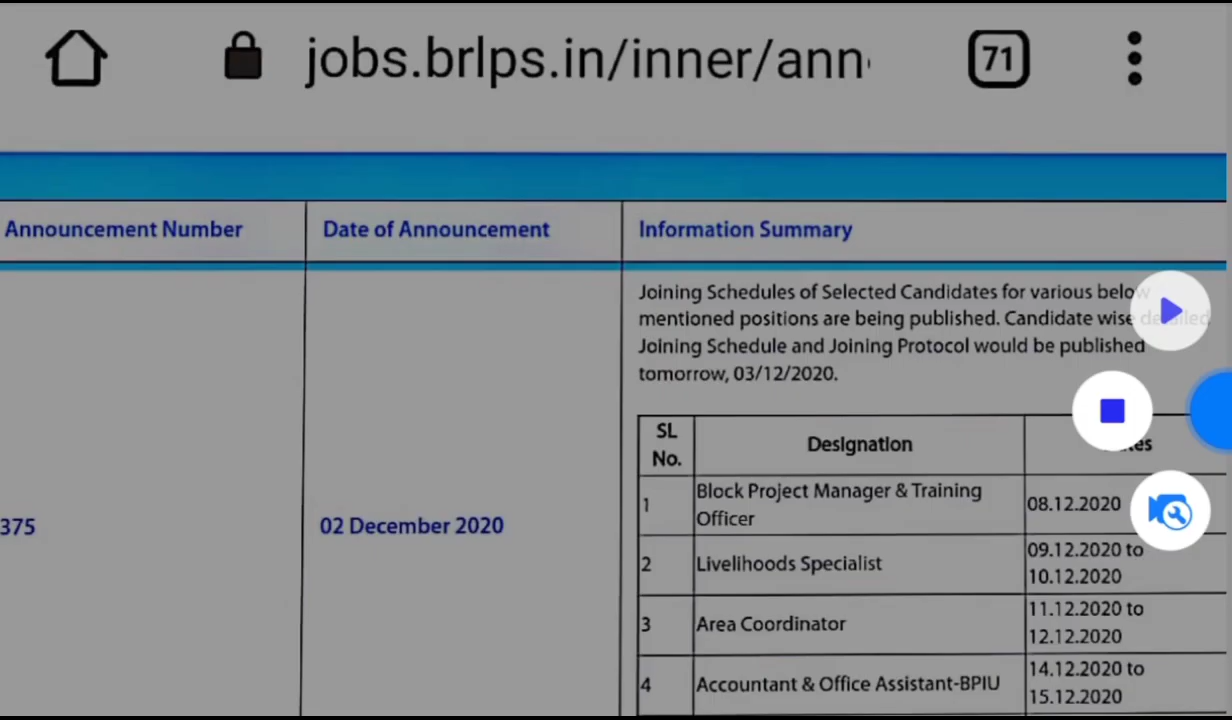 jobs.brlps.in/inner/ann
71
Announcement Number
Date of Announcement
Information Summary
Joining Schedules of Selected Candidates for various below
mentioned positions are being published. Candidate wise detailed
Joining Schedule and Joining Protocol would be published
tomorrow, 03/12/2020.
SL
No.
Designation
375
02 December 2020
1
Block Project Manager & Training
Officer
08.12.2020
2
Livelihoods Specialist
09.12.2020 to
10.12.2020
3
Area Coordinator
11.12.2020 to
12.12.2020
4
Accountant & Office Assistant-BPIU
14.12.2020 to
15.12.2020